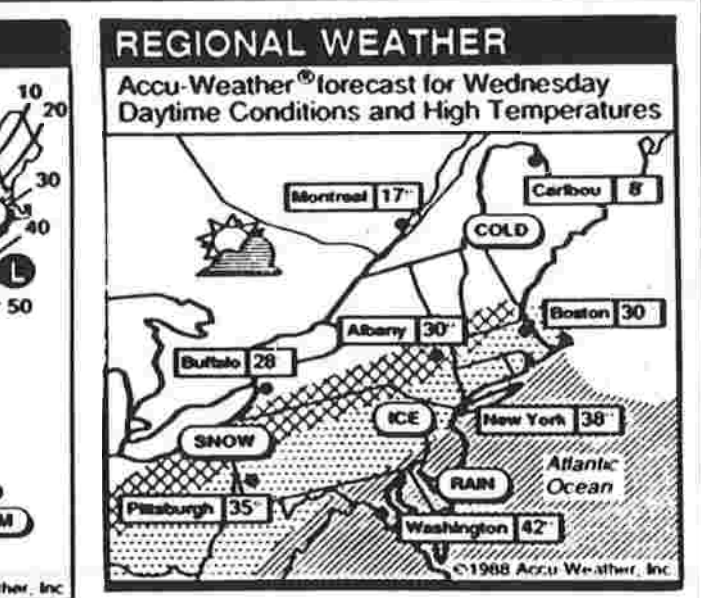 10
20
30
40
L
50
M
ther, Inc
REGIONAL WEATHER
Accu-Weather® forecast for Wednesday
Daytime Conditions and High Temperatures
Montreal 17°
Caribou 8
COLD
Boston 30
Albany 30°
Buffalo 28
ICE
New York 38°
SNOW
Atlantic
Ocean
RAIN
Pittsburgh 35°
Washington 42°
©1988 Accu-Weather, Inc